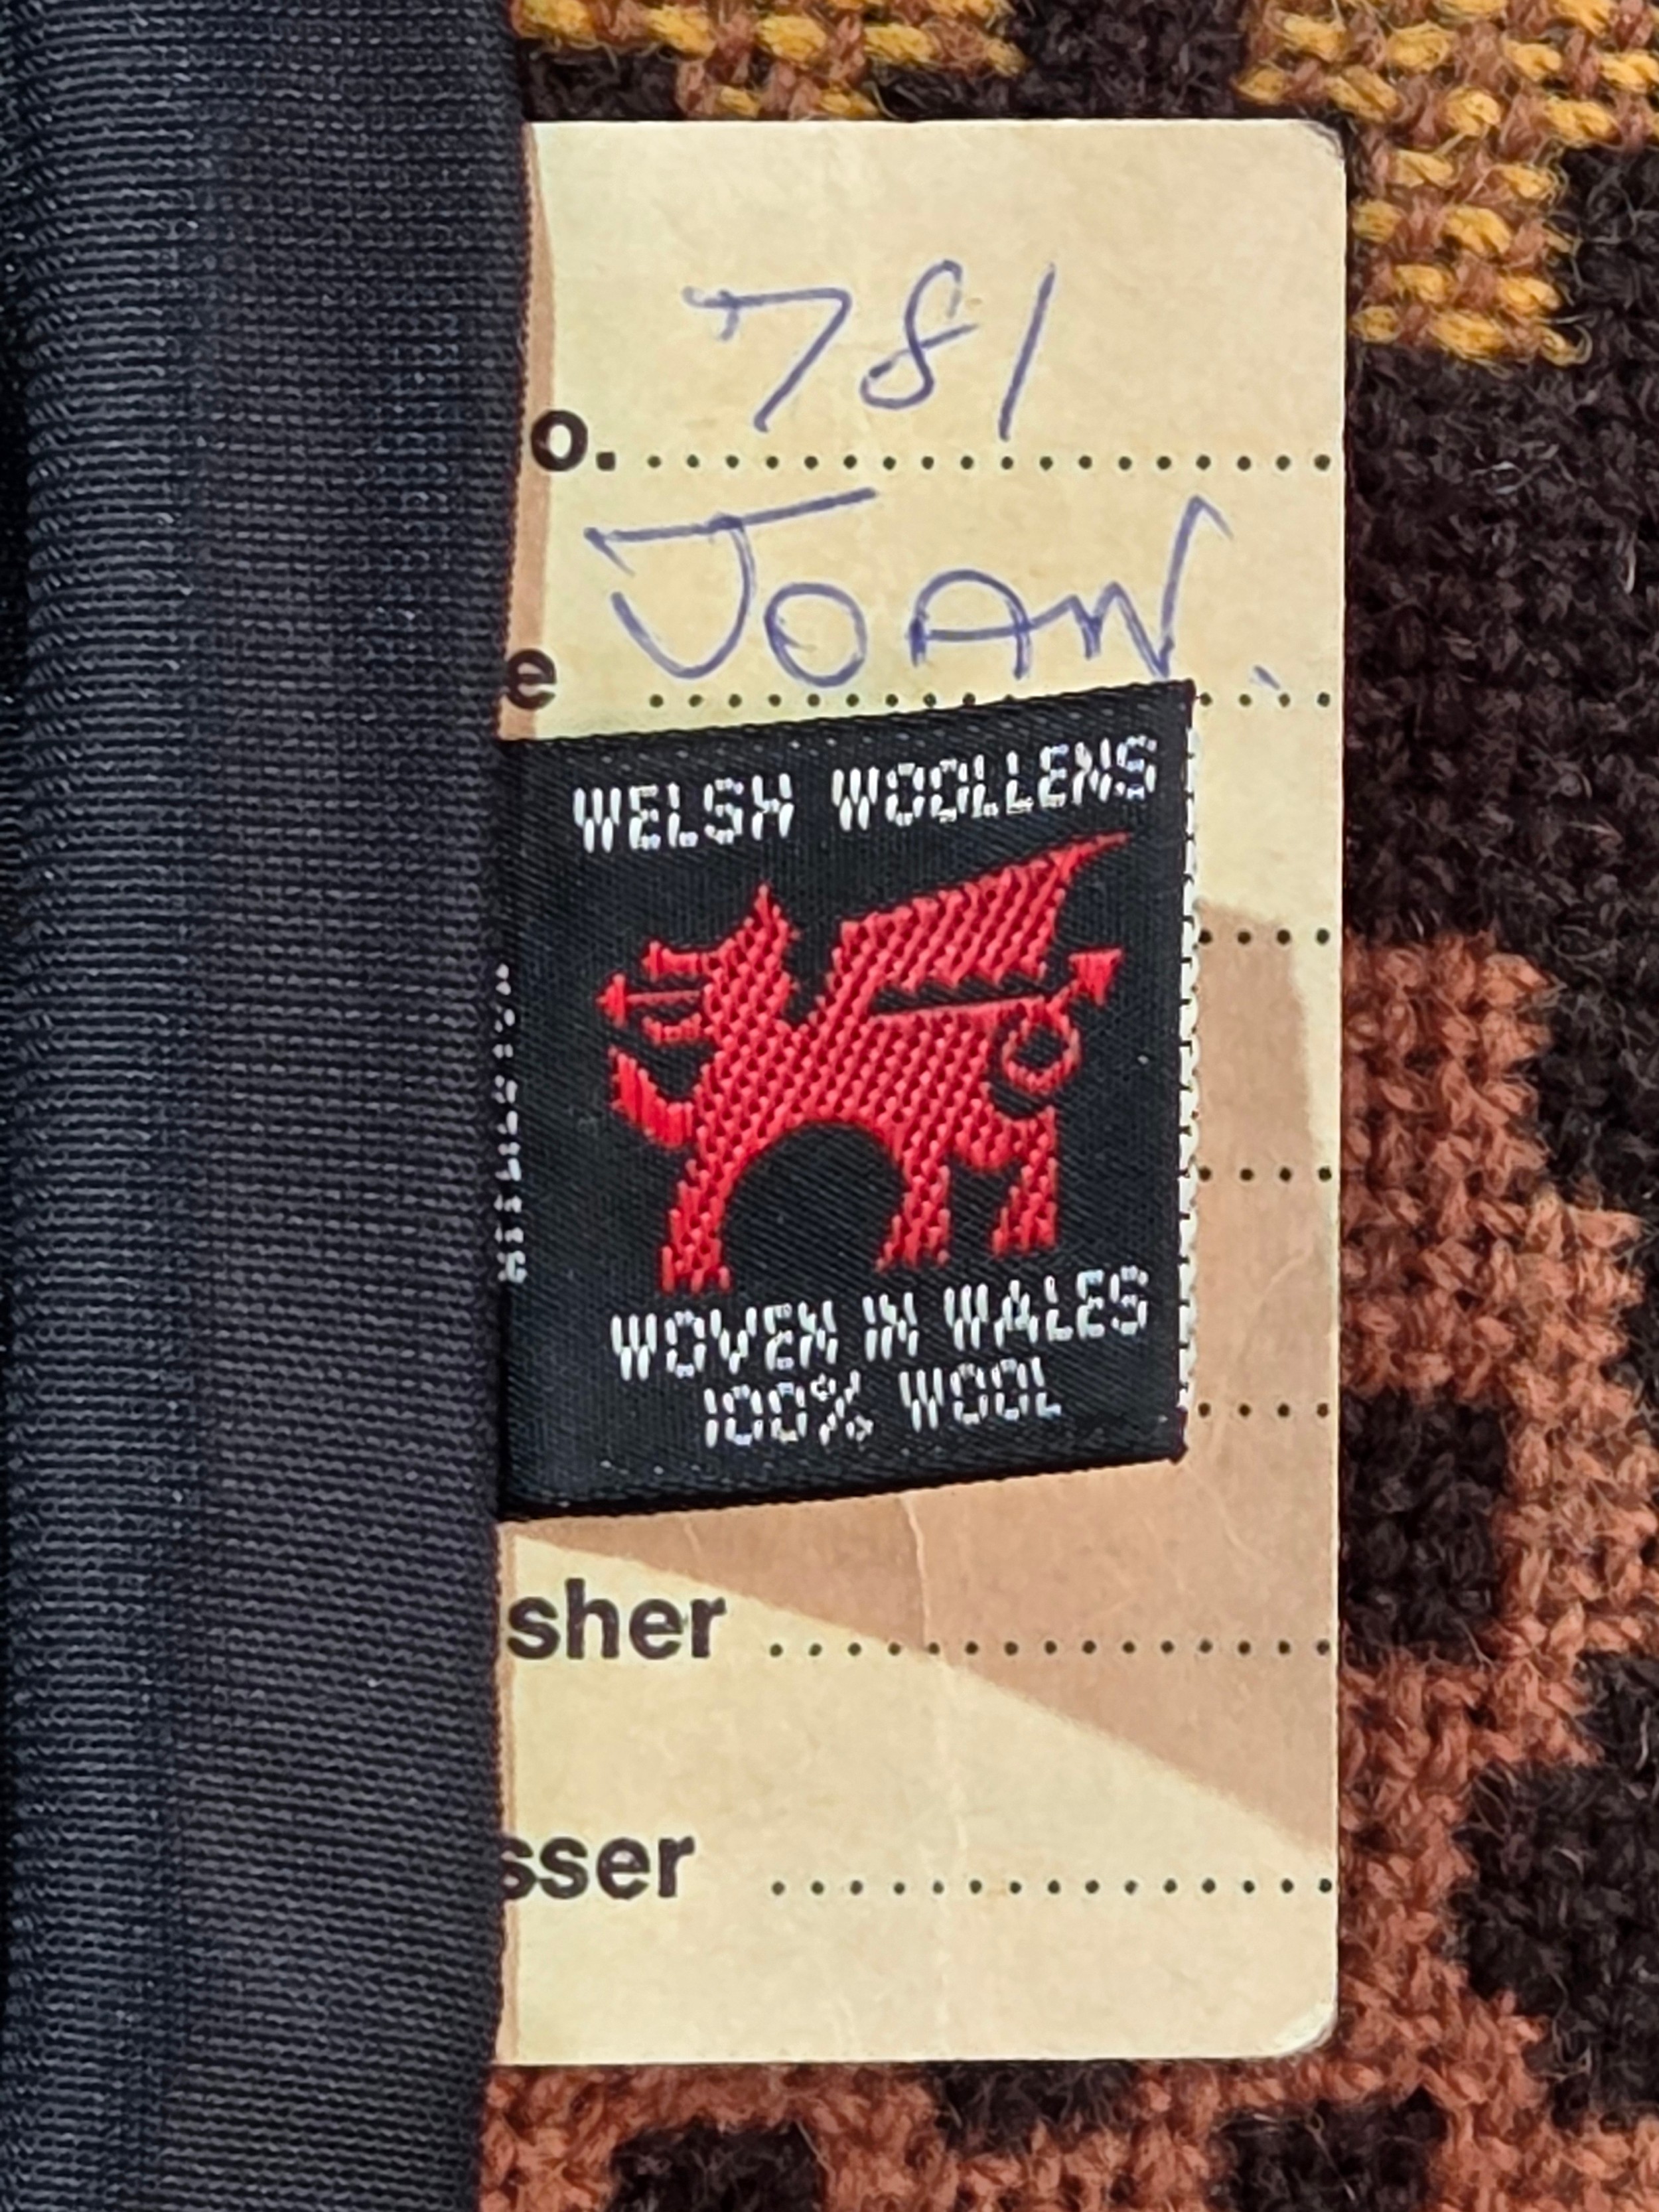 781
o.
JOAN.
e
WELSH WOOLLENS
WOVEN IN WALES
100% WOOL
sher
sser